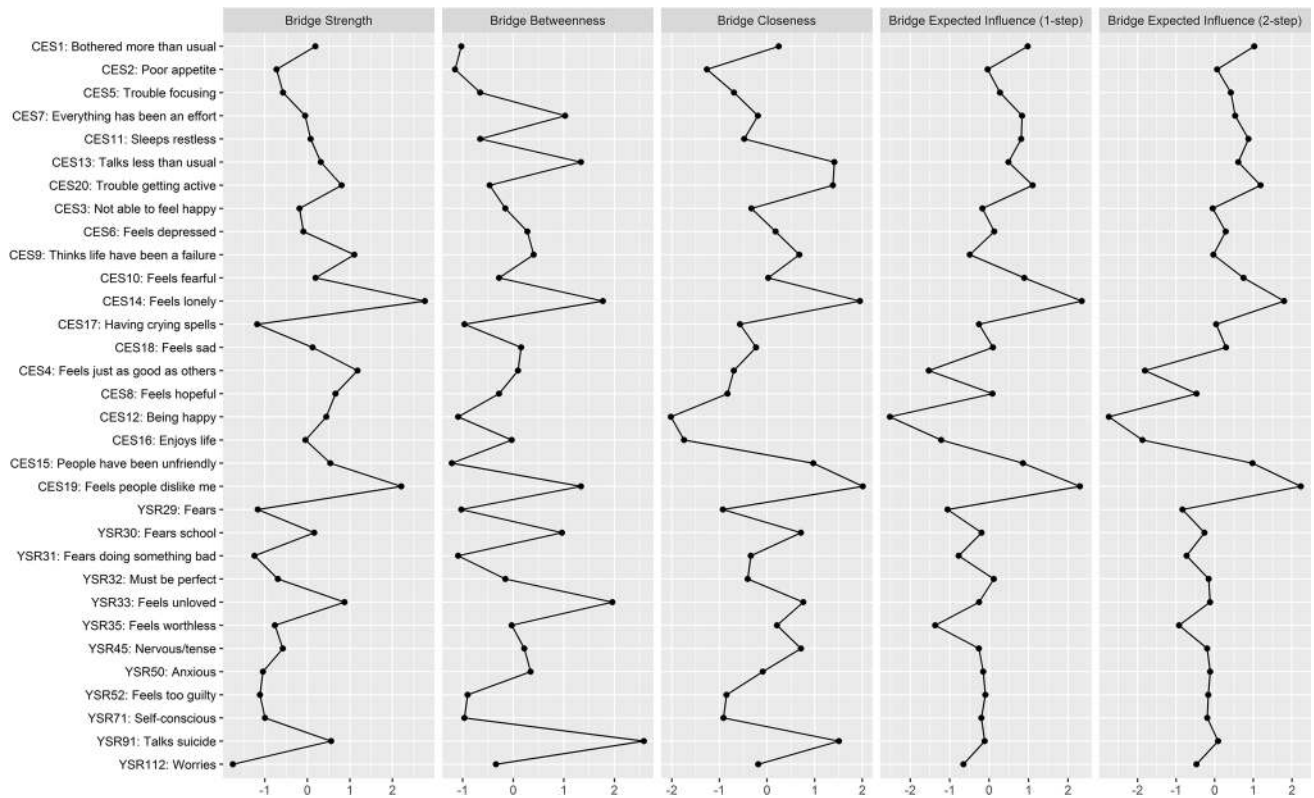 Bridge Strength Bridge Betweenness Bridge Closeness Bridge Expected Influence (1-step) Bridge Expected Influence (2-step)
CES1: Bothered more than usual
CES2: Poor appetite
CES5: Trouble focusing
CES7: Everything has been an effort
CES11: Sleeps restless
CES13: Talks less than usual
CES20: Trouble getting active
CES3: Not able to feel happy
CES6: Feels depressed
CES9: Thinks life have been a failure
CES10: Feels fearful
CES14: Feels lonely
CES17: Having crying spells
CES18: Feels sad
CES4: Feels just as good as others
CES8: Feels hopeful
CES12: Being happy
CES16: Enjoys life
CES15: People have been unfriendly
CES19: Feels people dislike me
YSR29: Fears
YSR30: Fears school
YSR31: Fears doing something bad
YSR32: Must be perfect
YSR33: Feels unloved
YSR35: Feels worthless
YSR45: Nervous/tense
YSR50: Anxious
YSR52: Feels too guilty
YSR71: Self-conscious
YSR91: Talks suicide
YSR112: Worries
-1 0 1 2 -1 0 1 2 -2 -1 0 1 2 -2 -1 0 1 2 -2 -1 0 1 2